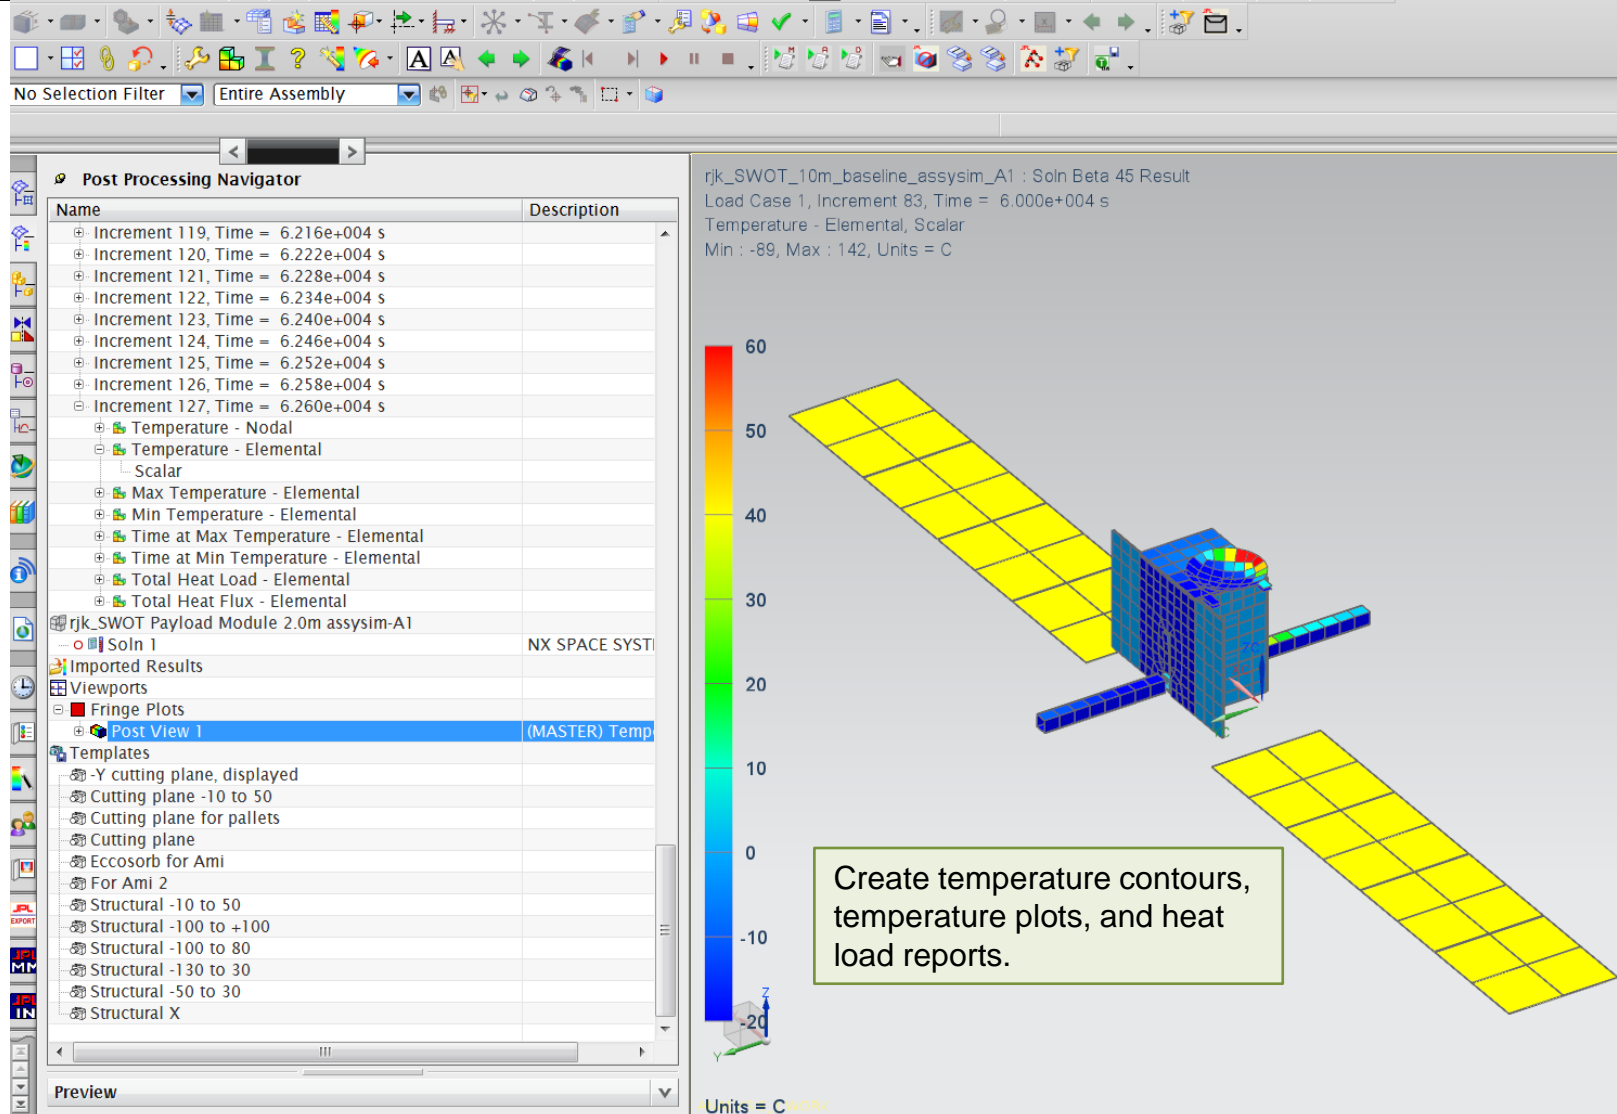 No Selection Filter
Entire Assembly
Post Processing Navigator
Name Description
Increment 119, Time = 6.216e+004 s
Increment 120, Time = 6.222e+004 s
Increment 121, Time = 6.228e+004 s
Increment 122, Time = 6.234e+004 s
Increment 123, Time = 6.240e+004 s
Increment 124, Time = 6.246e+004 s
Increment 125, Time = 6.252e+004 s
Increment 126, Time = 6.258e+004 s
Increment 127, Time = 6.260e+004 s
Temperature - Nodal
Temperature - Elemental
Scalar
Max Temperature - Elemental
Min Temperature - Elemental
Time at Max Temperature - Elemental
Time at Min Temperature - Elemental
Total Heat Load - Elemental
Total Heat Flux - Elemental
rjk_SWOT Payload Module 2.0m assysim-A1
Soln 1 NX SPACE SYSTI
Imported Results
Viewports
Fringe Plots
Post View 1 (MASTER) Temp
Templates
-Y cutting plane, displayed
Cutting plane -10 to 50
Cutting plane for pallets
Cutting plane
Eccosorb for Ami
For Ami 2
Structural -10 to 50
Structural -100 to +100
Structural -100 to 80
Structural -130 to 30
Structural -50 to 30
Structural X
Preview
JPL
EXPORT
JPL
MM
JPL
IN
rjk_SWOT_10m_baseline_assysim_A1 : Soln Beta 45 Result
Load Case 1, Increment 83, Time = 6.000e+004 s
Temperature - Elemental, Scalar
Min : -89, Max : 142, Units = C
60
50
40
30
20
10
0
-10
-20
ZC
Z
Y
Create temperature contours,
temperature plots, and heat
load reports.
Units = C